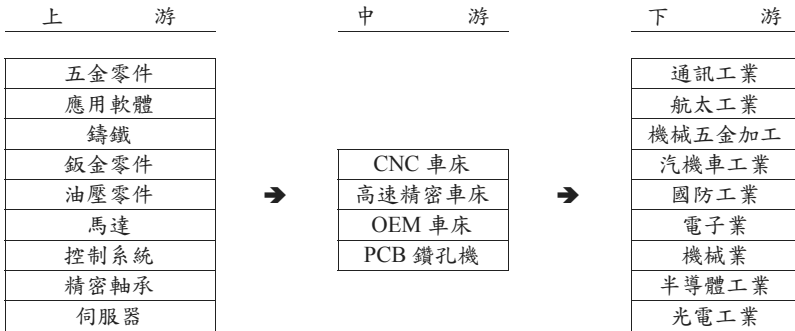 上游
中游
下游
五金零件
應用軟體
鑄鐵
鈑金零件
油壓零件
馬達
控制系統
精密軸承
伺服器
CNC 車床
高速精密車床
OEM 車床
PCB 鑽孔機
通訊工業
航太工業
機械五金加工
汽機車工業
國防工業
電子業
機械業
半導體工業
光電工業